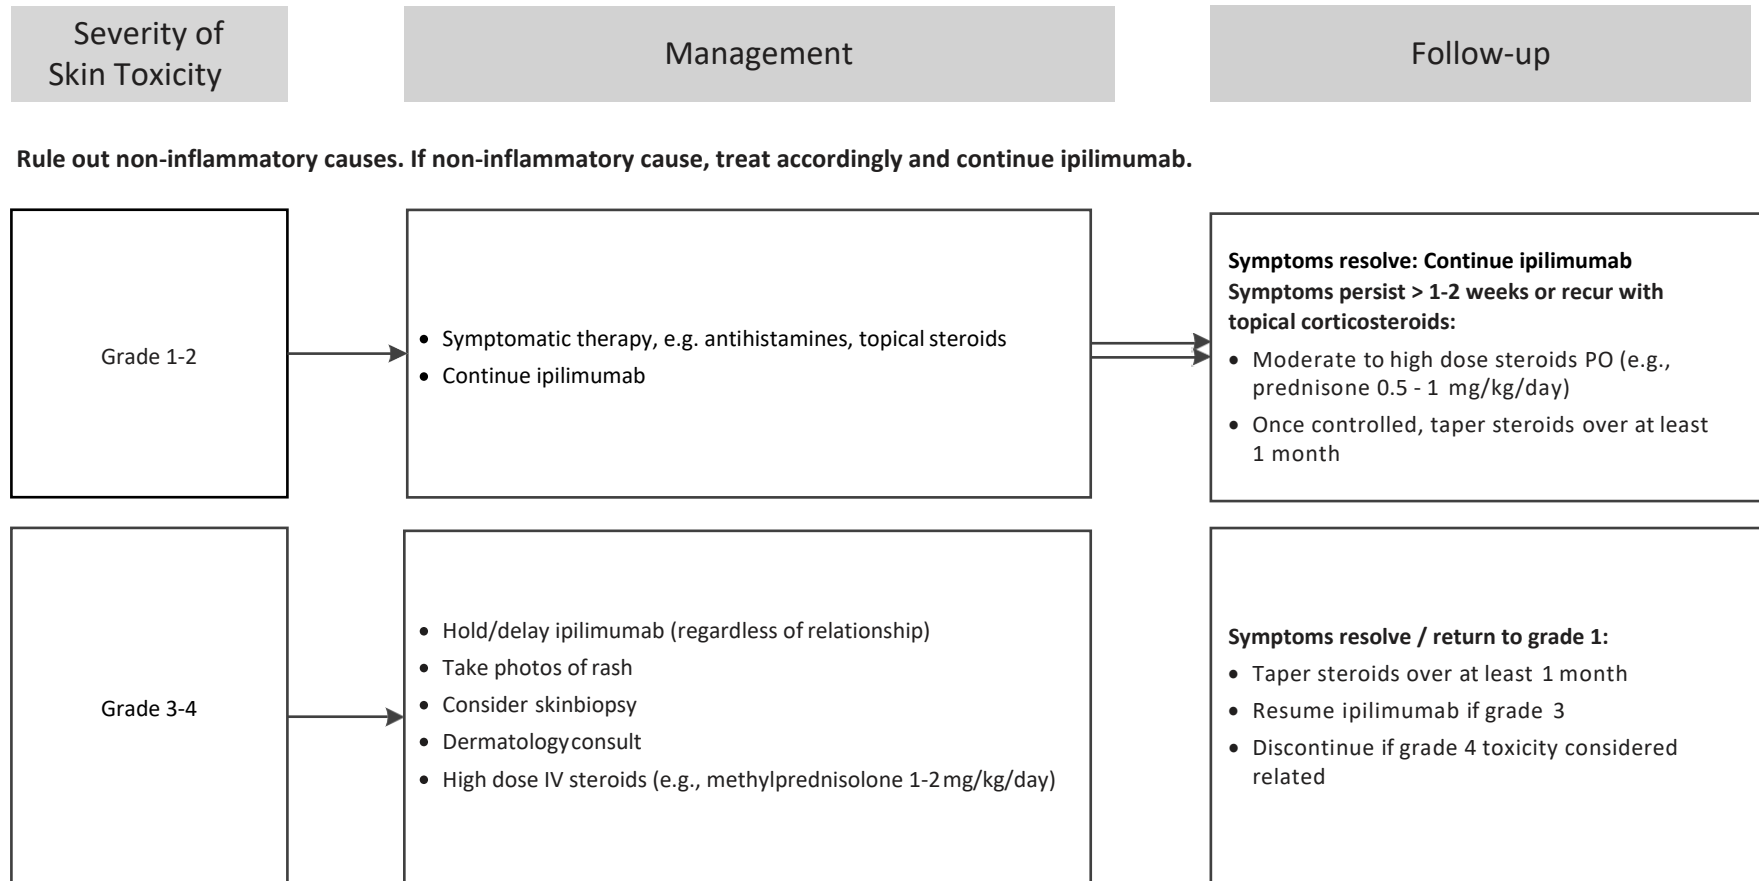 Severity of
Skin Toxicity
Management
Follow-up
Rule out non-inflammatory causes. If non-inflammatory cause, treat accordingly and continue ipilimumab.
Grade 1-2
• Symptomatic therapy, e.g. antihistamines, topical steroids
• Continue ipilimumab
Symptoms resolve: Continue ipilimumab
Symptoms persist > 1-2 weeks or recur with
topical corticosteroids:
• Moderate to high dose steroids PO (e.g.,
prednisone 0.5 - 1 mg/kg/day)
• Once controlled, taper steroids over at least
1 month
Grade 3-4
• Hold/delay ipilimumab (regardless of relationship)
• Take photos of rash
• Consider skinbiopsy
• Dermatologyconsult
• High dose IV steroids (e.g., methylprednisolone 1-2mg/kg/day)
Symptoms resolve / return to grade 1:
• Taper steroids over at least 1 month
• Resume ipilimumab if grade 3
• Discontinue if grade 4 toxicity considered
related